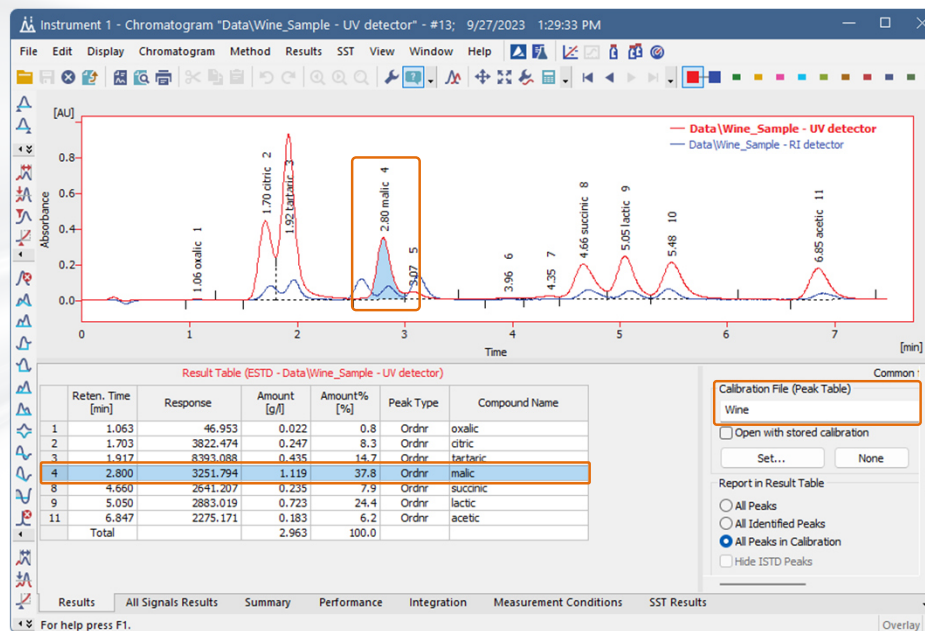 Instrument 1 - Chromatogram "Data\Wine_Sample - UV detector" - #13; 9/27/2023 1:29:33 PM
File Edit Display Chromatogram Method Results SST View Window Help
[AU]
Absorbance
0.8
0.6
0.4
0.2
0.0
Data\Wine_Sample - UV detector
Data\Wine_Sample - RI detector
1.06 oxalic 1
1.70 citric 2
1.92 tartaric 3
2.80 malic 4
3.07 5
3.96 6
4.35 7
4.66 succinic 8
5.05 lactic 9
5.48 10
6.85 acetic 11
0 1 2 3 4 5 6 7
Time
[min]
Result Table (ESTD - Data\Wine_Sample - UV detector)
Reten. Time [min] Response Amount [g/l] Amount% [%] Peak Type Compound Name
1 1.063 46.953 0.022 0.8 Ordnr oxalic
2 1.703 3822.474 0.247 8.3 Ordnr citric
3 1.917 8393.088 0.435 14.7 Ordnr tartaric
4 2.800 3251.794 1.119 37.8 Ordnr malic
8 4.660 2641.207 0.235 7.9 Ordnr succinic
9 5.050 2883.019 0.723 24.4 Ordnr lactic
11 6.847 2275.171 0.183 6.2 Ordnr acetic
Total 2.963 100.0
Common
Calibration File (Peak Table)
Wine
Open with stored calibration
Set... None
Report in Result Table
All Peaks
All Identified Peaks
All Peaks in Calibration
Hide ISTD Peaks
Results All Signals Results Summary Performance Integration Measurement Conditions SST Results
For help press F1.
Overlay